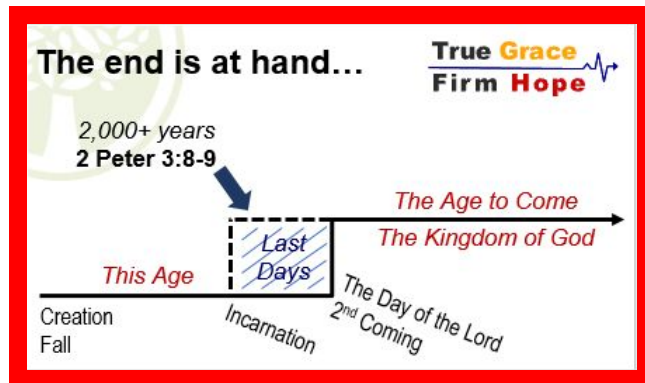 The end is at hand…
True Grace
Firm Hope
2,000+ years
2 Peter 3:8-9
The Age to Come
Last
Days
The Kingdom of God
This Age
Creation
Fall
Incarnation
The Day of the Lord
2nd Coming